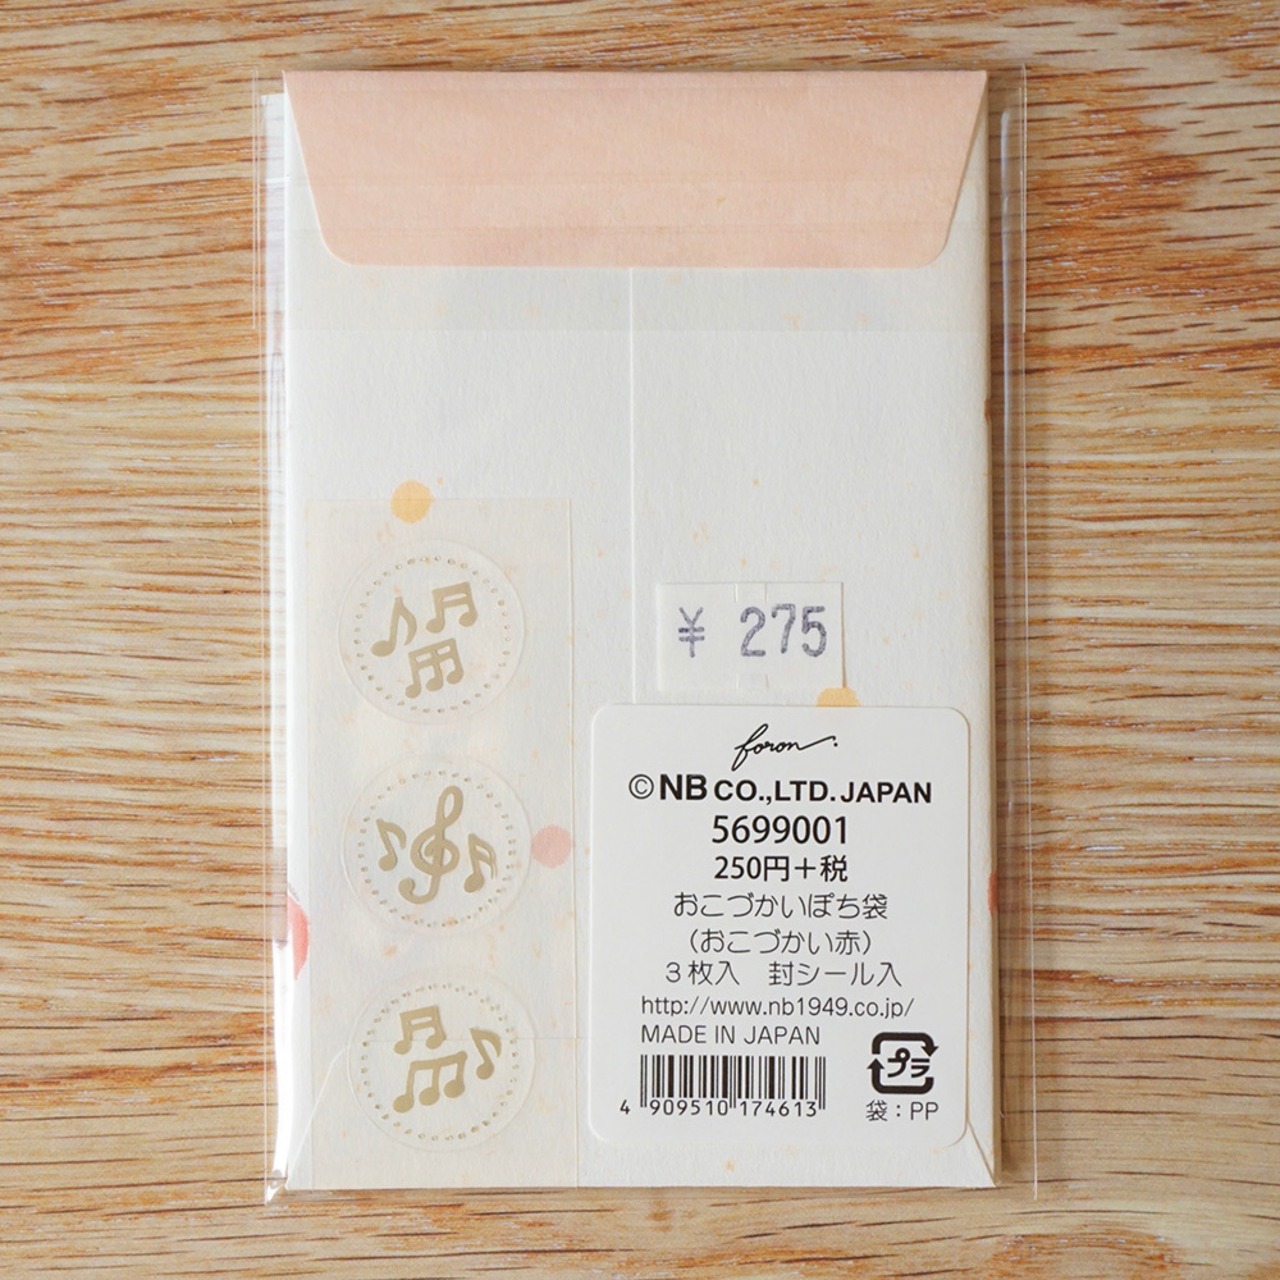 ¥ 275
foron
©NB CO.,LTD. JAPAN
5699001
250円+税
おこづかいぽち袋
(おこづかい赤)
3枚入 封シール入
http://www.nb1949.co.jp/
MADE IN JAPAN
プラ
4 909510 174613
袋：PP